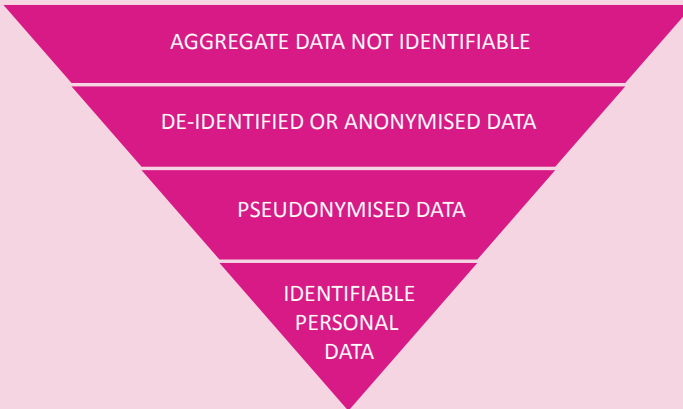 AGGREGATE DATA NOT IDENTIFIABLE
DE-IDENTIFIED OR ANONYMISED DATA
PSEUDONYMISED DATA
IDENTIFIABLE
PERSONAL
DATA